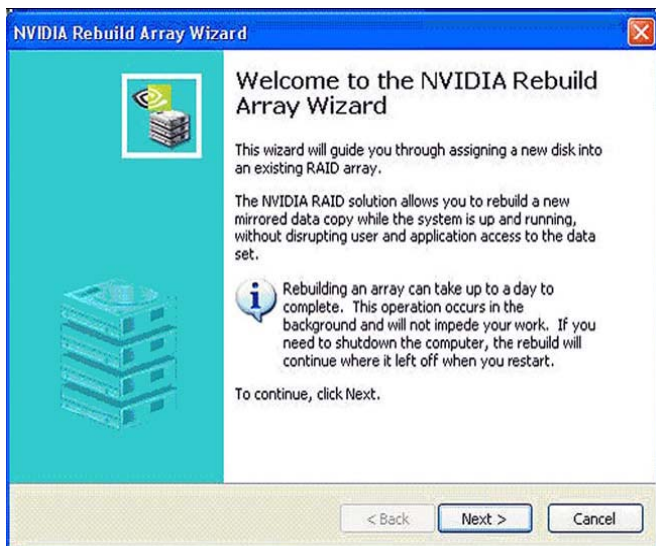 NVIDIA Rebuild Array Wizard
Welcome to the NVIDIA Rebuild
Array Wizard
This wizard will guide you through assigning a new disk into
an existing RAID array.
The NVIDIA RAID solution allows you to rebuild a new
mirrored data copy while the system is up and running,
without disrupting user and application access to the data
set.
Rebuilding an array can take up to a day to
complete. This operation occurs in the
background and will not impede your work. If you
need to shutdown the computer, the rebuild will
continue where it left off when you restart.
To continue, click Next.
< Back Next > Cancel